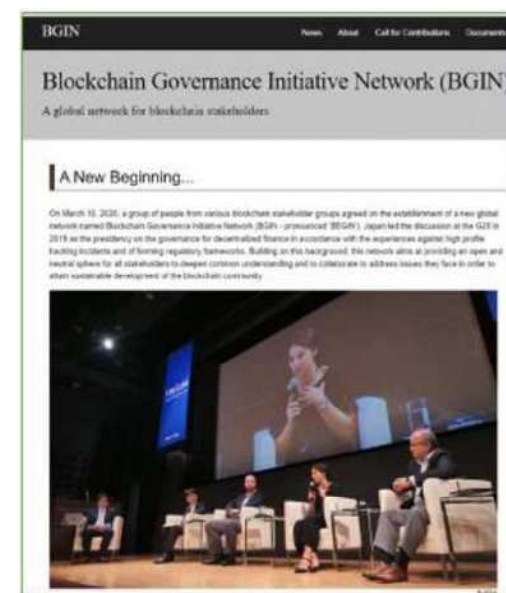 BGIN
News About Call for Contributions Documents
Blockchain Governance Initiative Network (BGIN)
A global network for blockchain stakeholders
A New Beginning...
On March 10, 2020, a group of people from various blockchain stakeholder groups agreed on the establishment of a new global
network named Blockchain Governance Initiative Network (BGIN - pronounced 'BEGIN'). Japan led the discussion at the G20 in
2019 as the presidency on the governance for decentralized finance in accordance with the experiences against high profile
hacking incidents and of forming regulatory frameworks. Building on this background, this network aims at providing an open and
neutral sphere for all stakeholders to deepen common understanding and to collaborate to address issues they face in order to
attain sustainable development of the blockchain community.